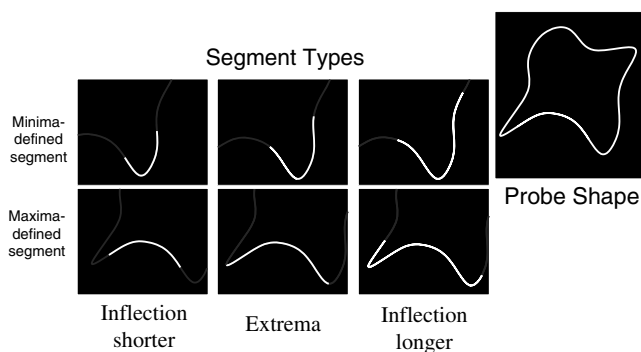 Segment Types
Minima-
defined
segment
Maxima-
defined
segment
Probe Shape
Inflection
shorter
Extrema
Inflection
longer